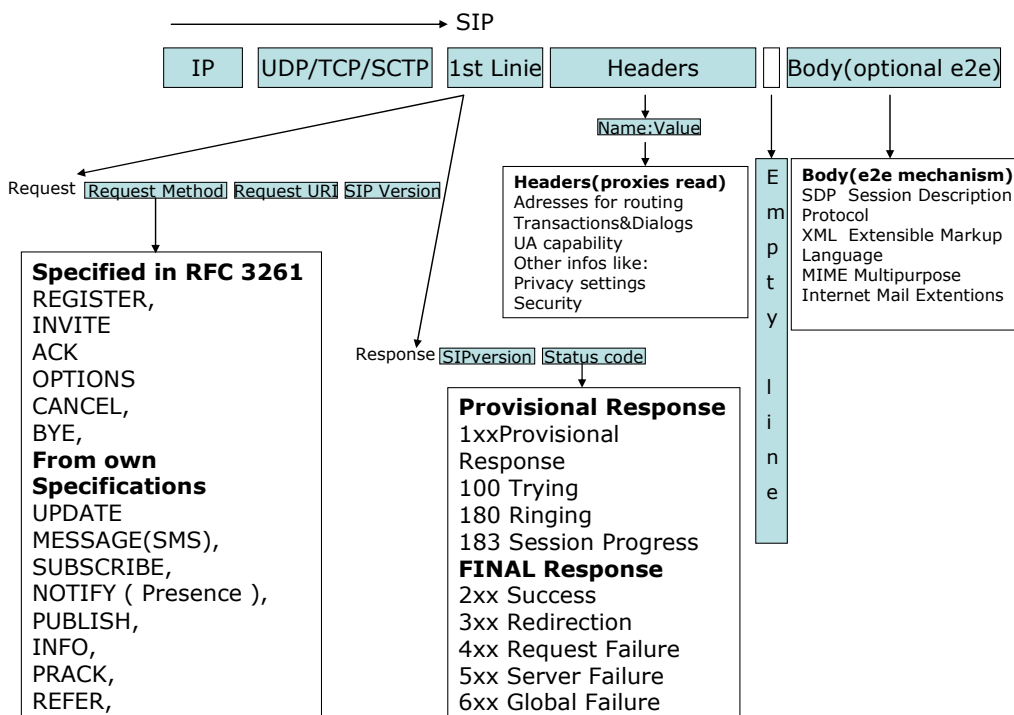 SIP
IP UDP/TCP/SCTP 1st Linie Headers Body(optional e2e)
Name:Value
Request Request Method Request URI SIP Version
Specified in RFC 3261
REGISTER,
INVITE
ACK
OPTIONS
CANCEL,
BYE,
From own
Specifications
UPDATE
MESSAGE(SMS),
SUBSCRIBE,
NOTIFY ( Presence ),
PUBLISH,
INFO,
PRACK,
REFER,
Headers(proxies read)
Adresses for routing
Transactions&Dialogs
UA capability
Other infos like:
Privacy settings
Security
Response SIPversion Status code
Provisional Response
1xxProvisional
Response
100 Trying
180 Ringing
183 Session Progress
FINAL Response
2xx Success
3xx Redirection
4xx Request Failure
5xx Server Failure
6xx Global Failure
Empty line
Body(e2e mechanism)
SDP Session Description
Protocol
XML Extensible Markup
Language
MIME Multipurpose
Internet Mail Extentions